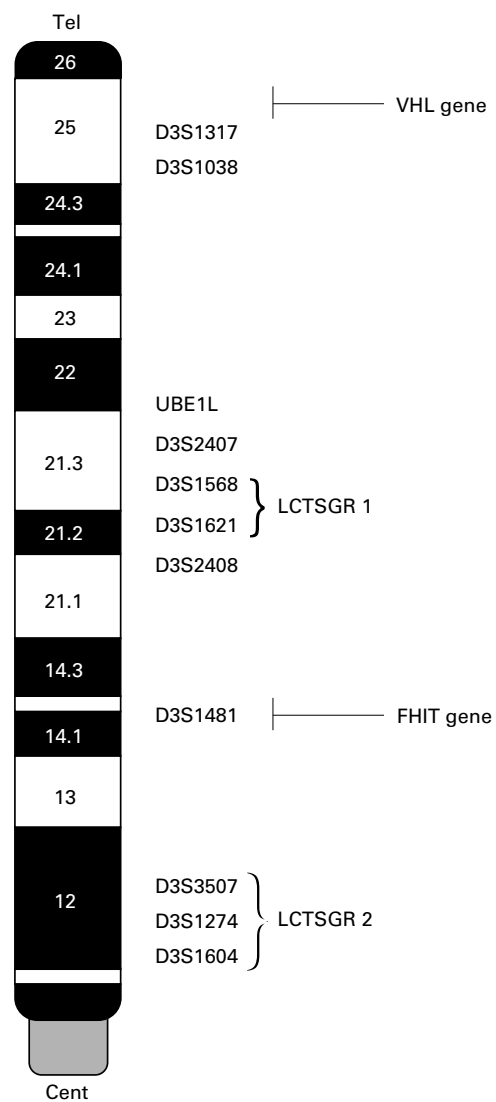 Tel
26
VHL gene
25
D3S1317
D3S1038
24.3
24.1
23
22
UBE1L
D3S2407
21.3
D3S1568
LCTSGR 1
D3S1621
21.2
D3S2408
21.1
14.3
D3S1481
FHIT gene
14.1
13
D3S3507
12
D3S1274
LCTSGR 2
D3S1604
Cent